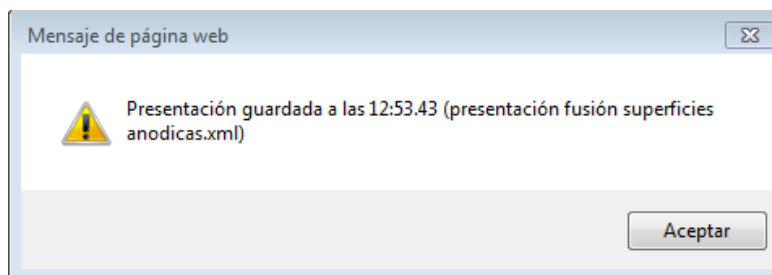 Mensaje de página web
Presentación guardada a las 12:53.43 (presentación fusión superficies
anodicas.xml)
Aceptar